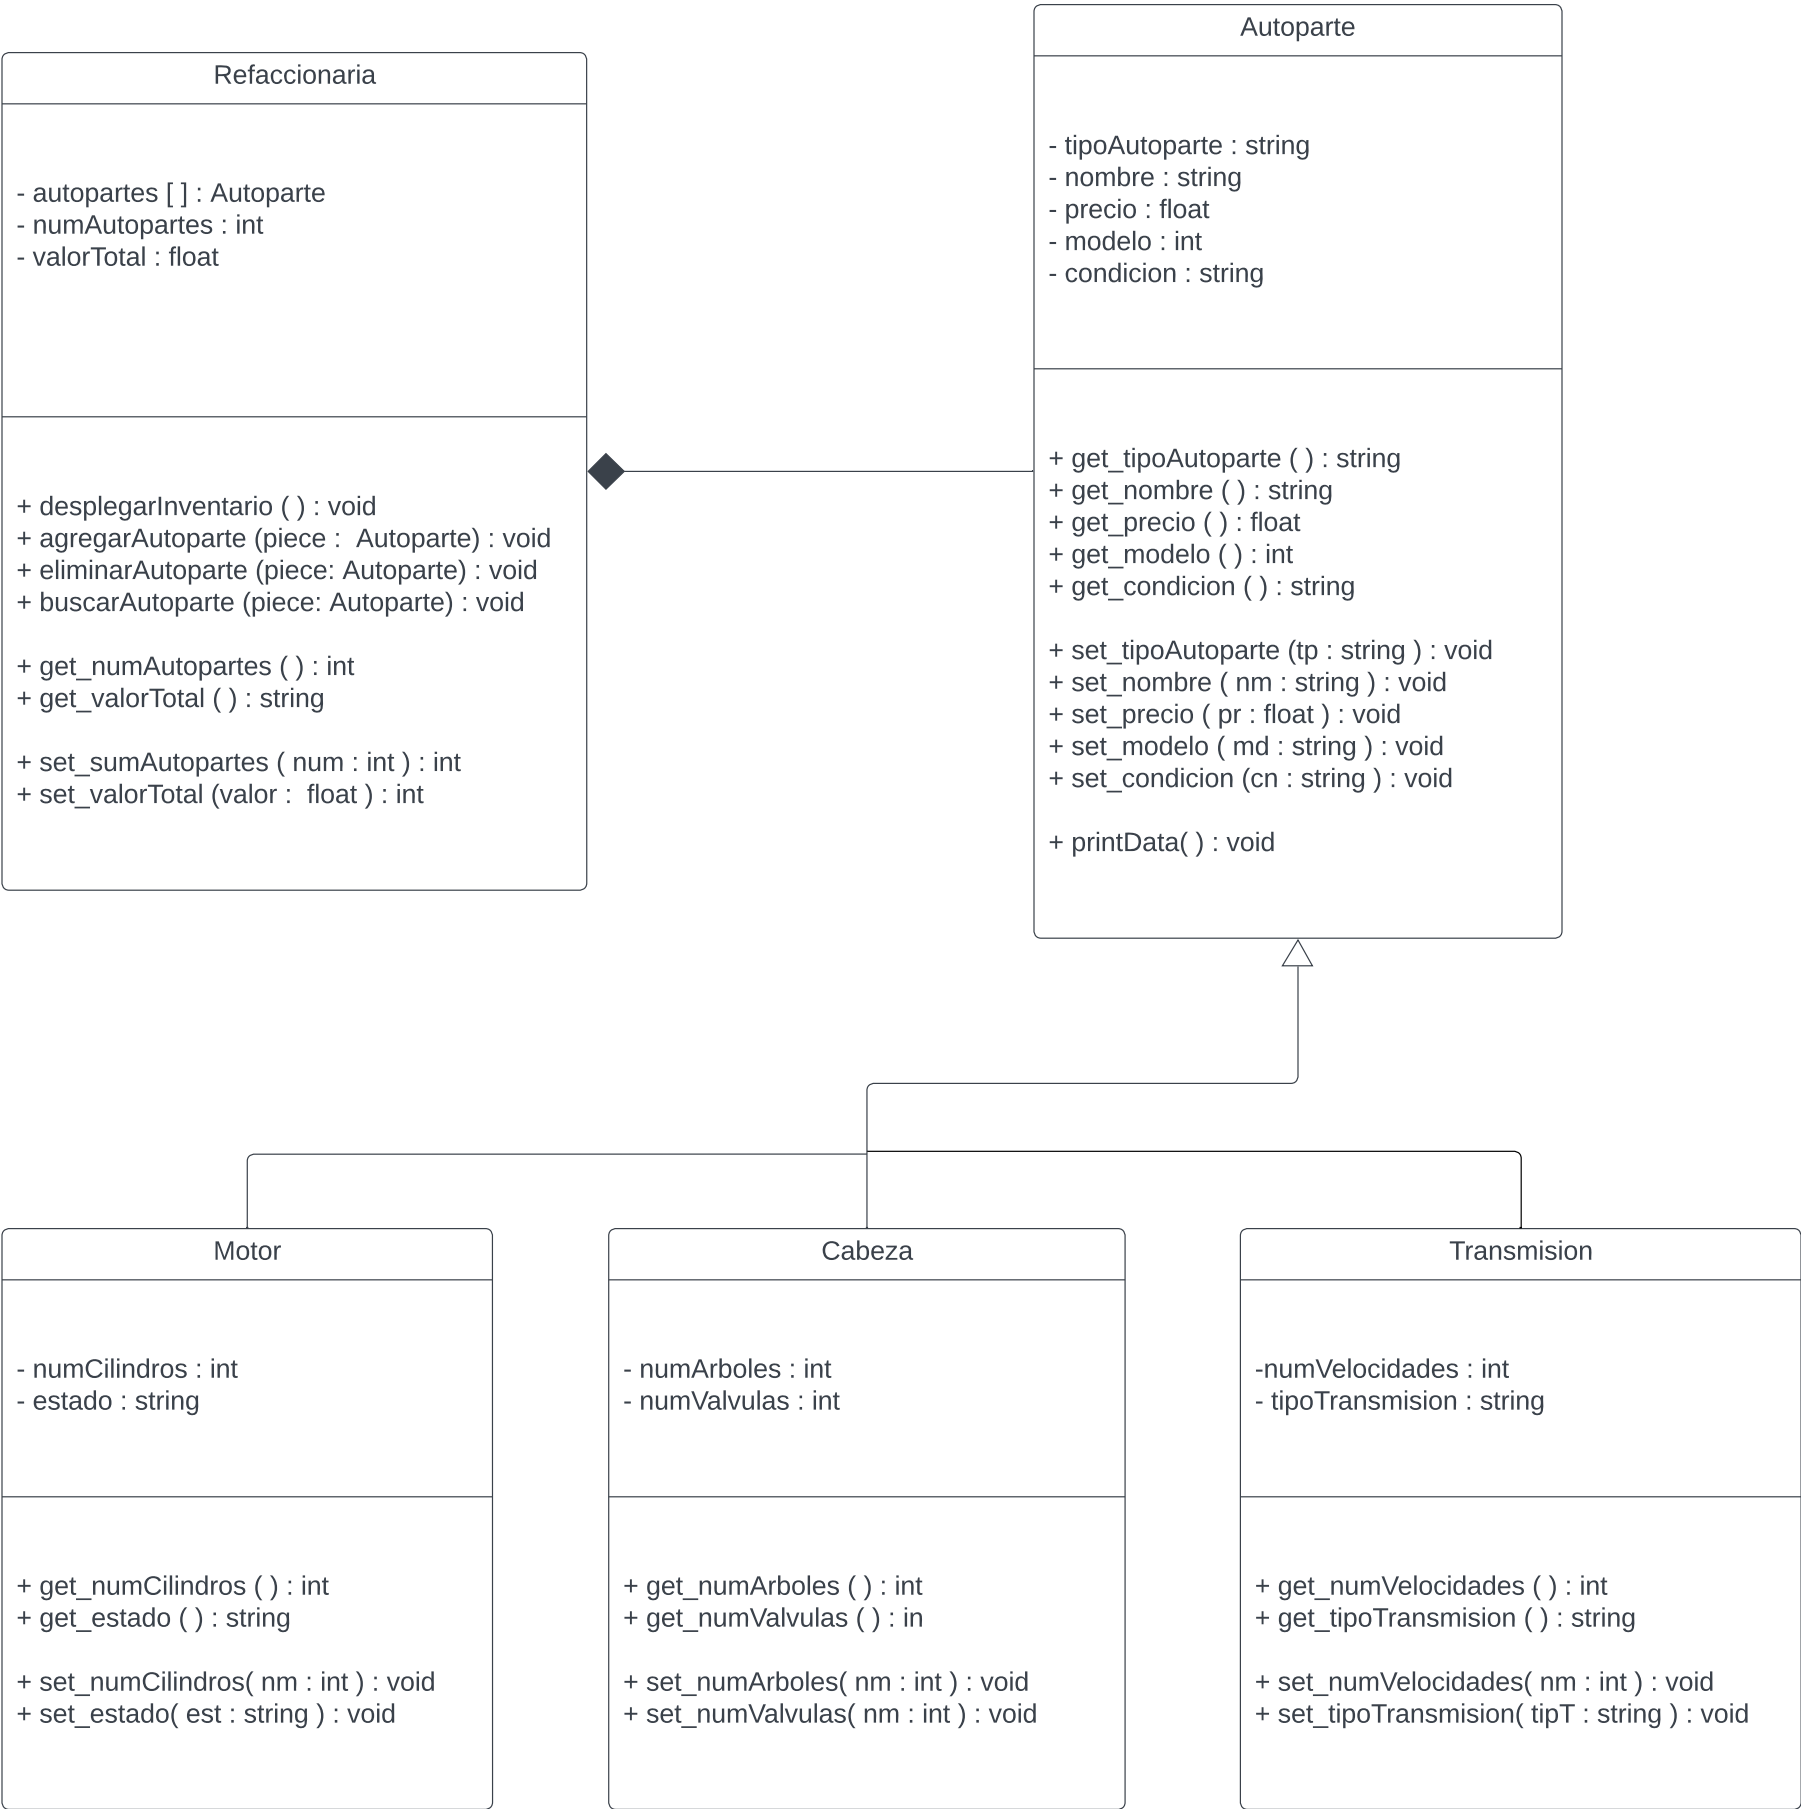 Refaccionaria
- autopartes [ ] : Autoparte
- numAutopartes : int
- valorTotal : float
+ desplegarInventario ( ) : void
+ agregarAutoparte (piece :  Autoparte) : void
+ eliminarAutoparte (piece: Autoparte) : void
+ buscarAutoparte (piece: Autoparte) : void
+ get_numAutopartes ( ) : int
+ get_valorTotal ( ) : string
+ set_sumAutopartes ( num : int ) : int
+ set_valorTotal (valor :  float ) : int
Autoparte
- tipoAutoparte : string
- nombre : string
- precio : float
- modelo : int
- condicion : string
+ get_tipoAutoparte ( ) : string
+ get_nombre ( ) : string
+ get_precio ( ) : float
+ get_modelo ( ) : int
+ get_condicion ( ) : string
+ set_tipoAutoparte (tp : string ) : void
+ set_nombre ( nm : string ) : void
+ set_precio ( pr : float ) : void
+ set_modelo ( md : string ) : void
+ set_condicion (cn : string ) : void
+ printData( ) : void
Motor
- numCilindros : int
- estado : string
+ get_numCilindros ( ) : int
+ get_estado ( ) : string
+ set_numCilindros( nm : int ) : void
+ set_estado( est : string ) : void
Cabeza
- numArboles : int
- numValvulas : int
+ get_numArboles ( ) : int
+ get_numValvulas ( ) : in
+ set_numArboles( nm : int ) : void
+ set_numValvulas( nm : int ) : void
Transmision
-numVelocidades : int
- tipoTransmision : string
+ get_numVelocidades ( ) : int
+ get_tipoTransmision ( ) : string
+ set_numVelocidades( nm : int ) : void
+ set_tipoTransmision( tipT : string ) : void